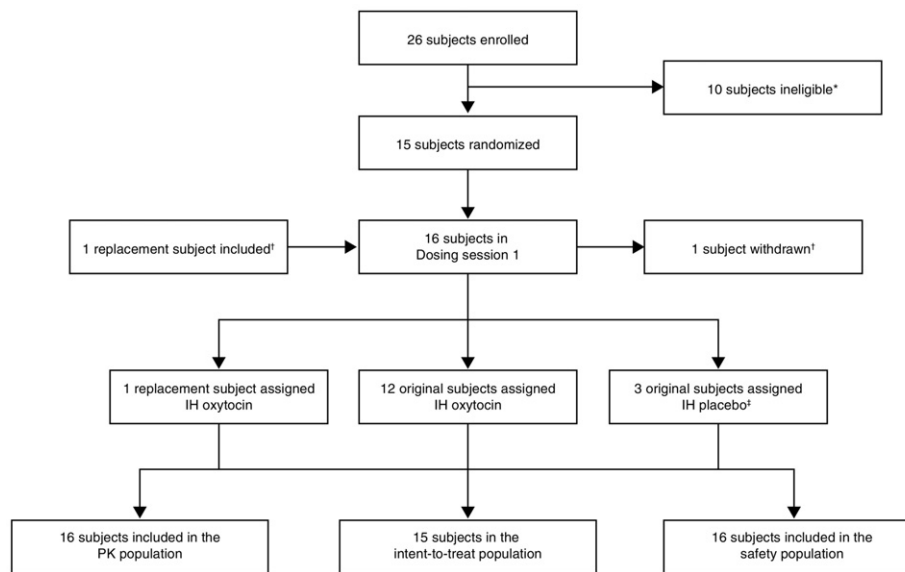 26 subjects enrolled
10 subjects ineligible*
15 subjects randomized
1 replacement subject included†
16 subjects in
Dosing session 1
1 subject withdrawn†
1 replacement subject assigned
IH oxytocin
12 original subjects assigned
IH oxytocin
3 original subjects assigned
IH placebo‡
16 subjects included in the
PK population
15 subjects in the
intent-to-treat population
16 subjects included in the
safety population